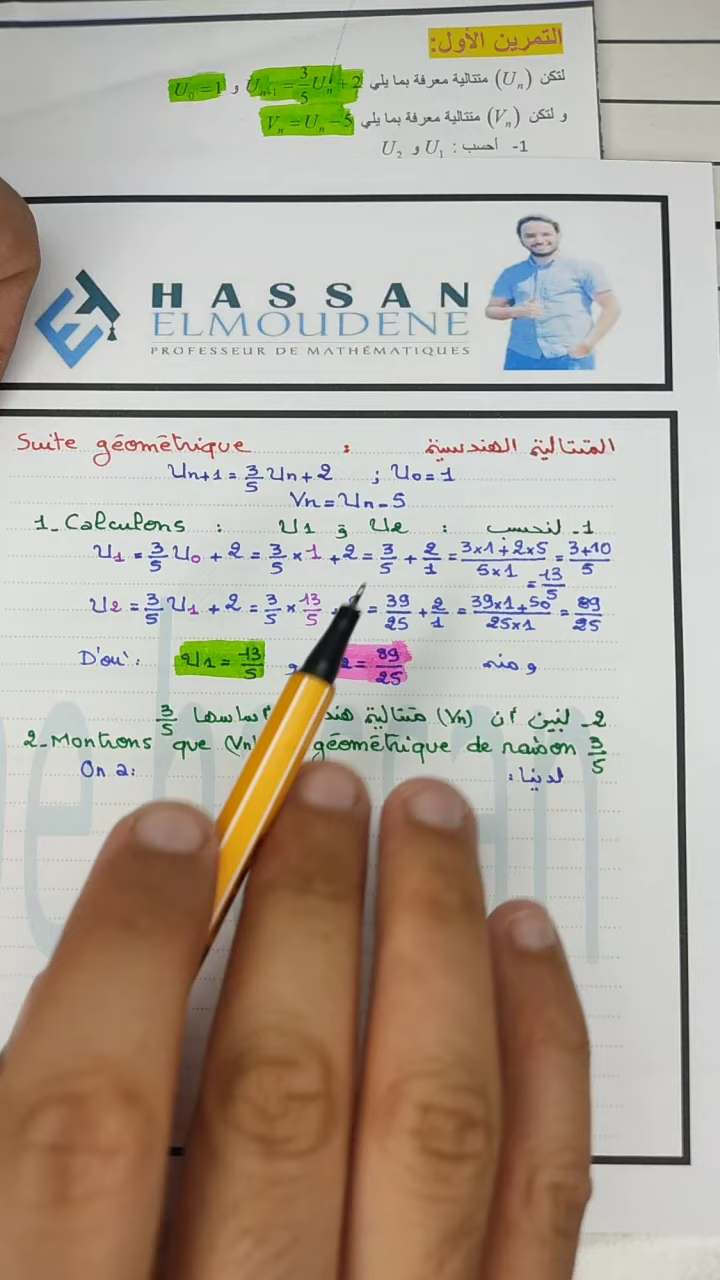 التمرين الأول:
لتكن (Uₙ) متتالية معرفة بما يلي Uₙ₊₁ = 3/5 Uₙ + 2 و U₀ = 1
و لتكن (Vₙ) متتالية معرفة بما يلي Vₙ = Uₙ - 5
1- أحسب : U₁ و U₂
HASSAN
ELMOUDENE
PROFESSEUR DE MATHÉMATIQUES
Suite géométrique : المتتالية الهندسية
Un+1 = 3/5 Un + 2 ; U0 = 1
Vn = Un - 5
1_Calculons : U1 و U2 : 1- لنحسب
U1 = 3/5 U0 + 2 = 3/5 × 1 + 2 = 3/5 + 2/1 = (3×1+2×5)/(5×1) = (3+10)/5
= 13/5
U2 = 3/5 U1 + 2 = 3/5 × 13/5 + = 39/25 + 2/1 = (39×1+50)/(25×1) = 89/25
D'où: U1 = 13/5 و = 89/25 و منه
2- لنبين أن (Vn) متتالية أساسها 3/5
2_Montrons que (Vn) géométrique de raison 3/5
On a: لدينا: